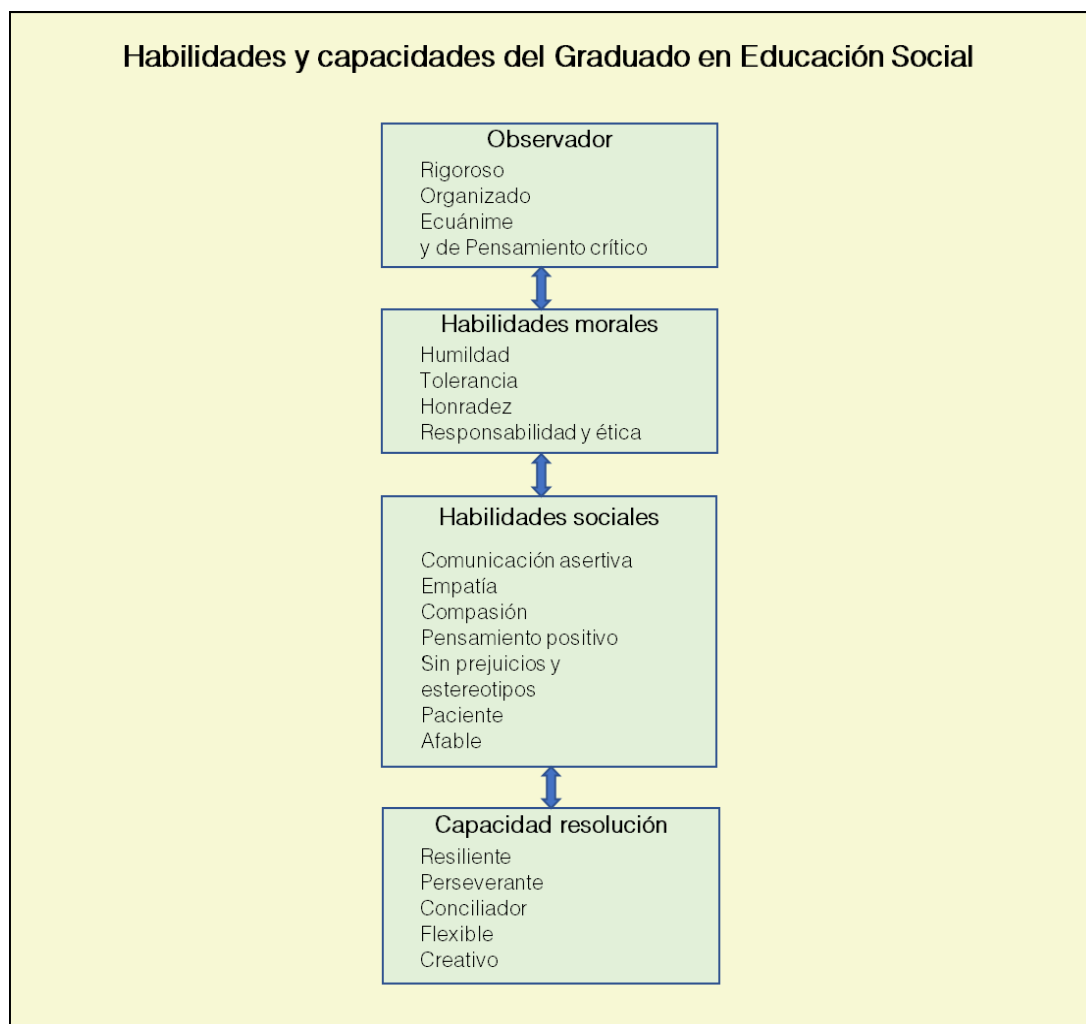 Habilidades y capacidades del Graduado en Educación Social
Observador
Rigoroso
Organizado
Ecuánime
y de Pensamiento crítico
Habilidades morales
Humildad
Tolerancia
Honradez
Responsabilidad y ética
Habilidades sociales
Comunicación asertiva
Empatía
Compasión
Pensamiento positivo
Sin prejuicios y
estereotipos
Paciente
Afable
Capacidad resolución
Resiliente
Perseverante
Conciliador
Flexible
Creativo